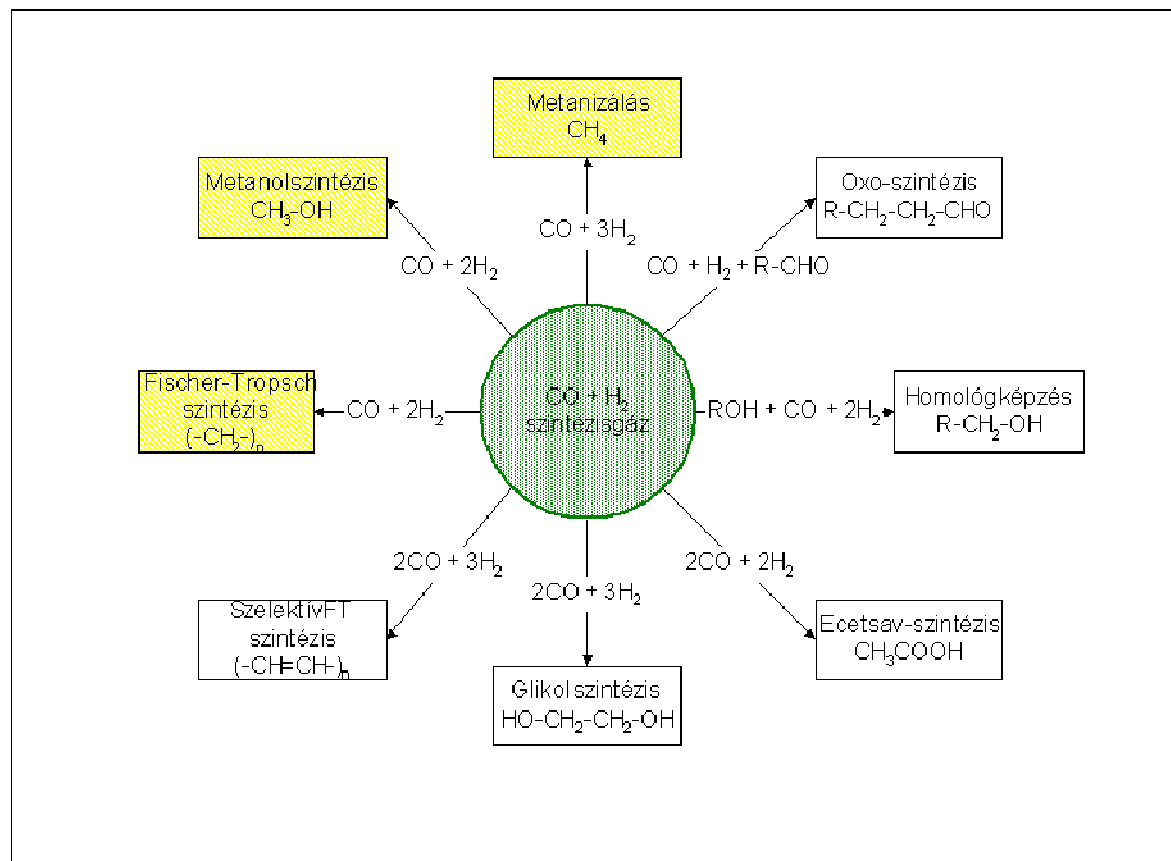 Metanizálás
CH₄
Metanolszintézis
CH₃-OH
Oxo-szintézis
R-CH₂-CH₂-CHO
CO + 3H₂
CO + 2H₂
CO + H₂ + R-CHO
Fischer-Tropsch
szintézis
(-CH₂-)ₙ
CO + 2H₂
CO + H₂
szintézisgáz
ROH + CO + 2H₂
Homológképzés
R-CH₂-OH
2CO + 3H₂
2CO + 3H₂
2CO + 2H₂
SzelektívFT
szintézis
(-CH=CH-)ₙ
Glikolszintézis
HO-CH₂-CH₂-OH
Ecetsav-szintézis
CH₃COOH